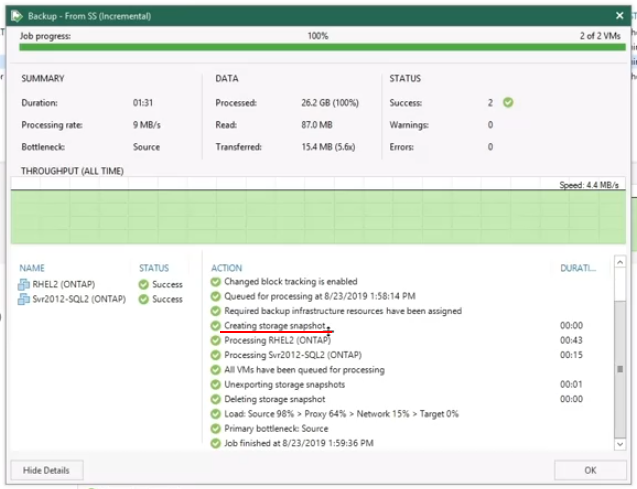 Backup - From SS (Incremental)
Job progress: 100% 2 of 2 VMs
SUMMARY DATA STATUS
Duration: 01:31 Processed: 26.2 GB (100%) Success: 2
Processing rate: 9 MB/s Read: 87.0 MB Warnings: 0
Bottleneck: Source Transferred: 15.4 MB (5.6x) Errors: 0
THROUGHPUT (ALL TIME)
Speed: 4.4 MB/s
NAME STATUS ACTION DURATI...
RHEL2 (ONTAP) Success
Svr2012-SQL2 (ONTAP) Success
Changed block tracking is enabled
Queued for processing at 8/23/2019 1:58:14 PM
Required backup infrastructure resources have been assigned
Creating storage snapshot 00:00
Processing RHEL2 (ONTAP) 00:43
Processing Svr2012-SQL2 (ONTAP) 00:15
All VMs have been queued for processing
Unexporting storage snapshots 00:01
Deleting storage snapshot 00:00
Load: Source 98% > Proxy 64% > Network 15% > Target 0%
Primary bottleneck: Source
Job finished at 8/23/2019 1:59:36 PM
Hide Details OK